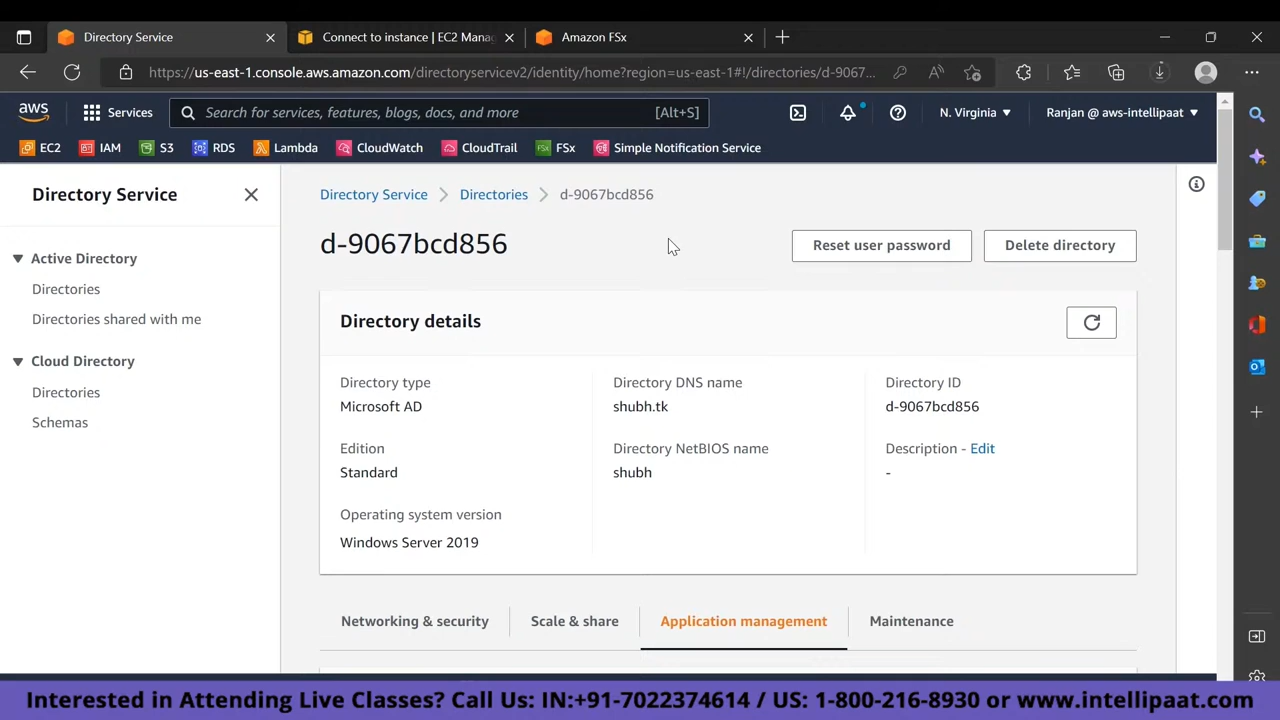 Directory Service
Connect to instance | EC2 Manag
Amazon FSx
https://us-east-1.console.aws.amazon.com/directoryservicev2/identity/home?region=us-east-1#!/directories/d-9067...
aws
Services
Search for services, features, blogs, docs, and more
[Alt+S]
N. Virginia
Ranjan @ aws-intellipaat
EC2
IAM
S3
RDS
Lambda
CloudWatch
CloudTrail
FSx
Simple Notification Service
Directory Service
Active Directory
Directories
Directories shared with me
Cloud Directory
Directories
Schemas
Directory Service
Directories
d-9067bcd856
d-9067bcd856
Reset user password
Delete directory
Directory details
Directory type
Microsoft AD
Edition
Standard
Operating system version
Windows Server 2019
Directory DNS name
shubh.tk
Directory NetBIOS name
shubh
Directory ID
d-9067bcd856
Description - Edit
-
Networking & security
Scale & share
Application management
Maintenance
Interested in Attending Live Classes? Call Us: IN:+91-7022374614 / US: 1-800-216-8930 or www.intellipaat.com